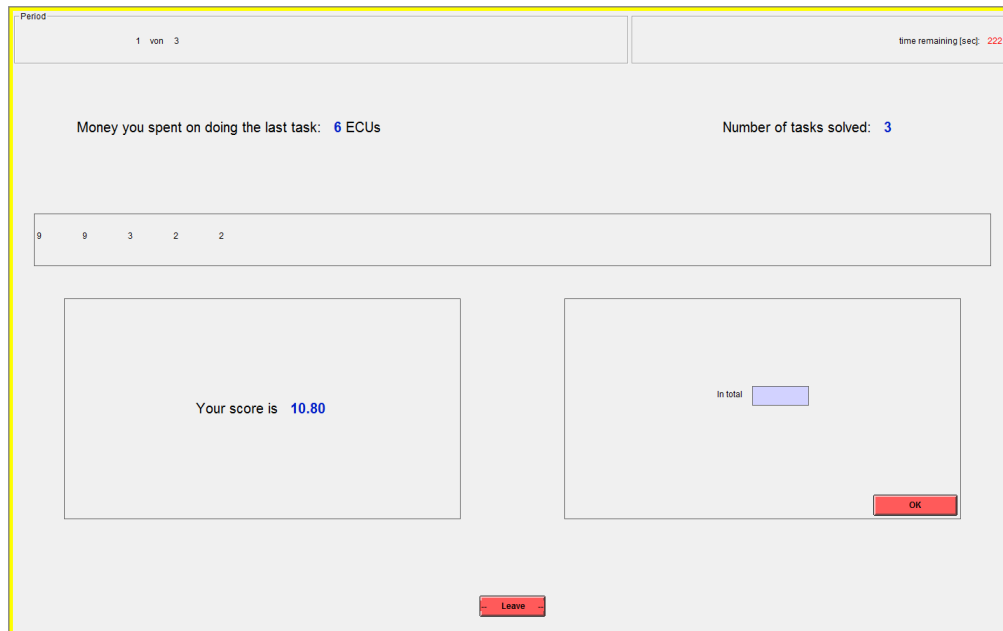 Period
1 von 3
time remaining [sec]: 222
Money you spent on doing the last task: 6 ECUs
Number of tasks solved: 3
9 9 3 2 2
Your score is 10.80
In total
OK
-- Leave --